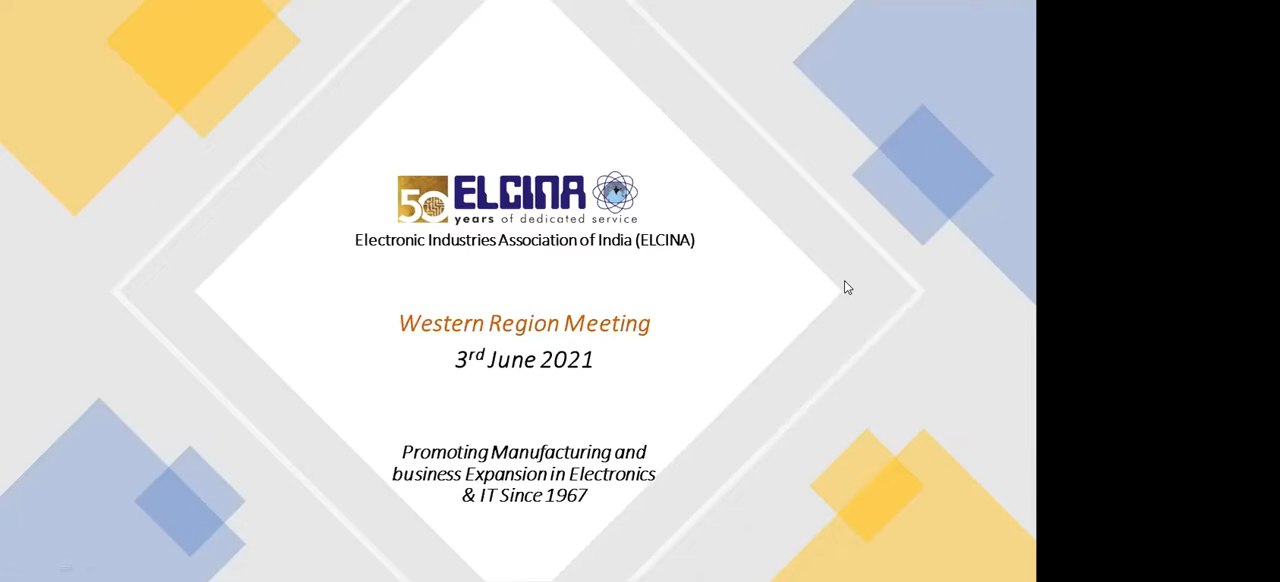 50 ELCINA
years of dedicated service
Electronic Industries Association of India (ELCINA)
Western Region Meeting
3rd June 2021
Promoting Manufacturing and
business Expansion in Electronics
& IT Since 1967